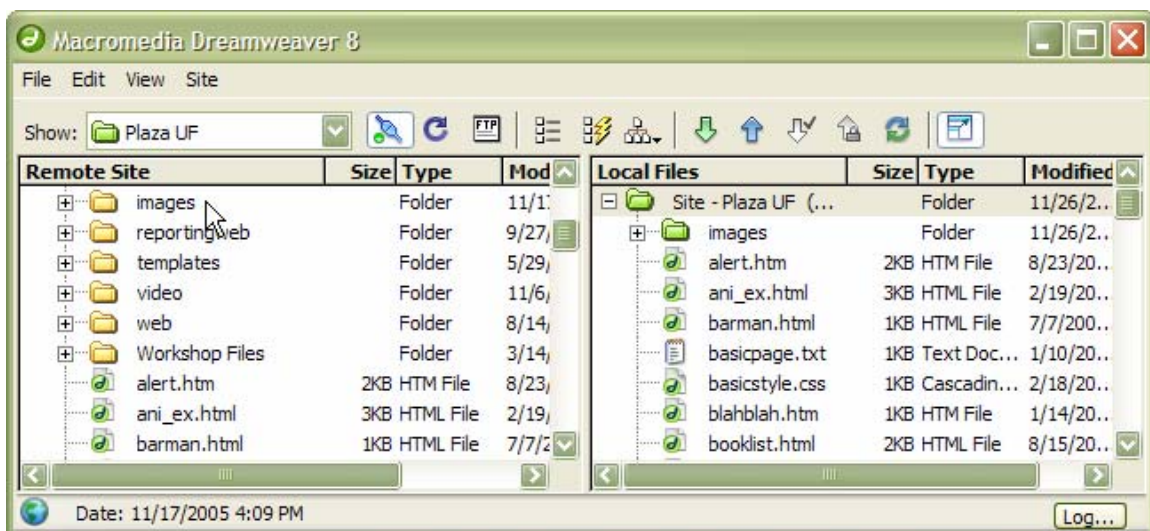 Macromedia Dreamweaver 8
File Edit View Site
Show: Plaza UF FTP
Remote Site Size Type Mod Local Files Size Type Modified
images Folder 11/1 Site - Plaza UF (... Folder 11/26/2...
reportingweb Folder 9/27/ images Folder 11/26/2...
templates Folder 5/29/ alert.htm 2KB HTM File 8/23/20...
video Folder 11/6/ ani_ex.html 3KB HTML File 2/19/20...
web Folder 8/14/ barman.html 1KB HTML File 7/7/200...
Workshop Files Folder 3/14/ basicpage.txt 1KB Text Doc... 1/10/20...
alert.htm 2KB HTM File 8/23/ basicstyle.css 1KB Cascadin... 2/18/20...
ani_ex.html 3KB HTML File 2/19/ blahblah.htm 1KB HTM File 1/14/20...
barman.html 1KB HTML File 7/7/2 booklist.html 2KB HTML File 8/15/20...
Date: 11/17/2005 4:09 PM Log...